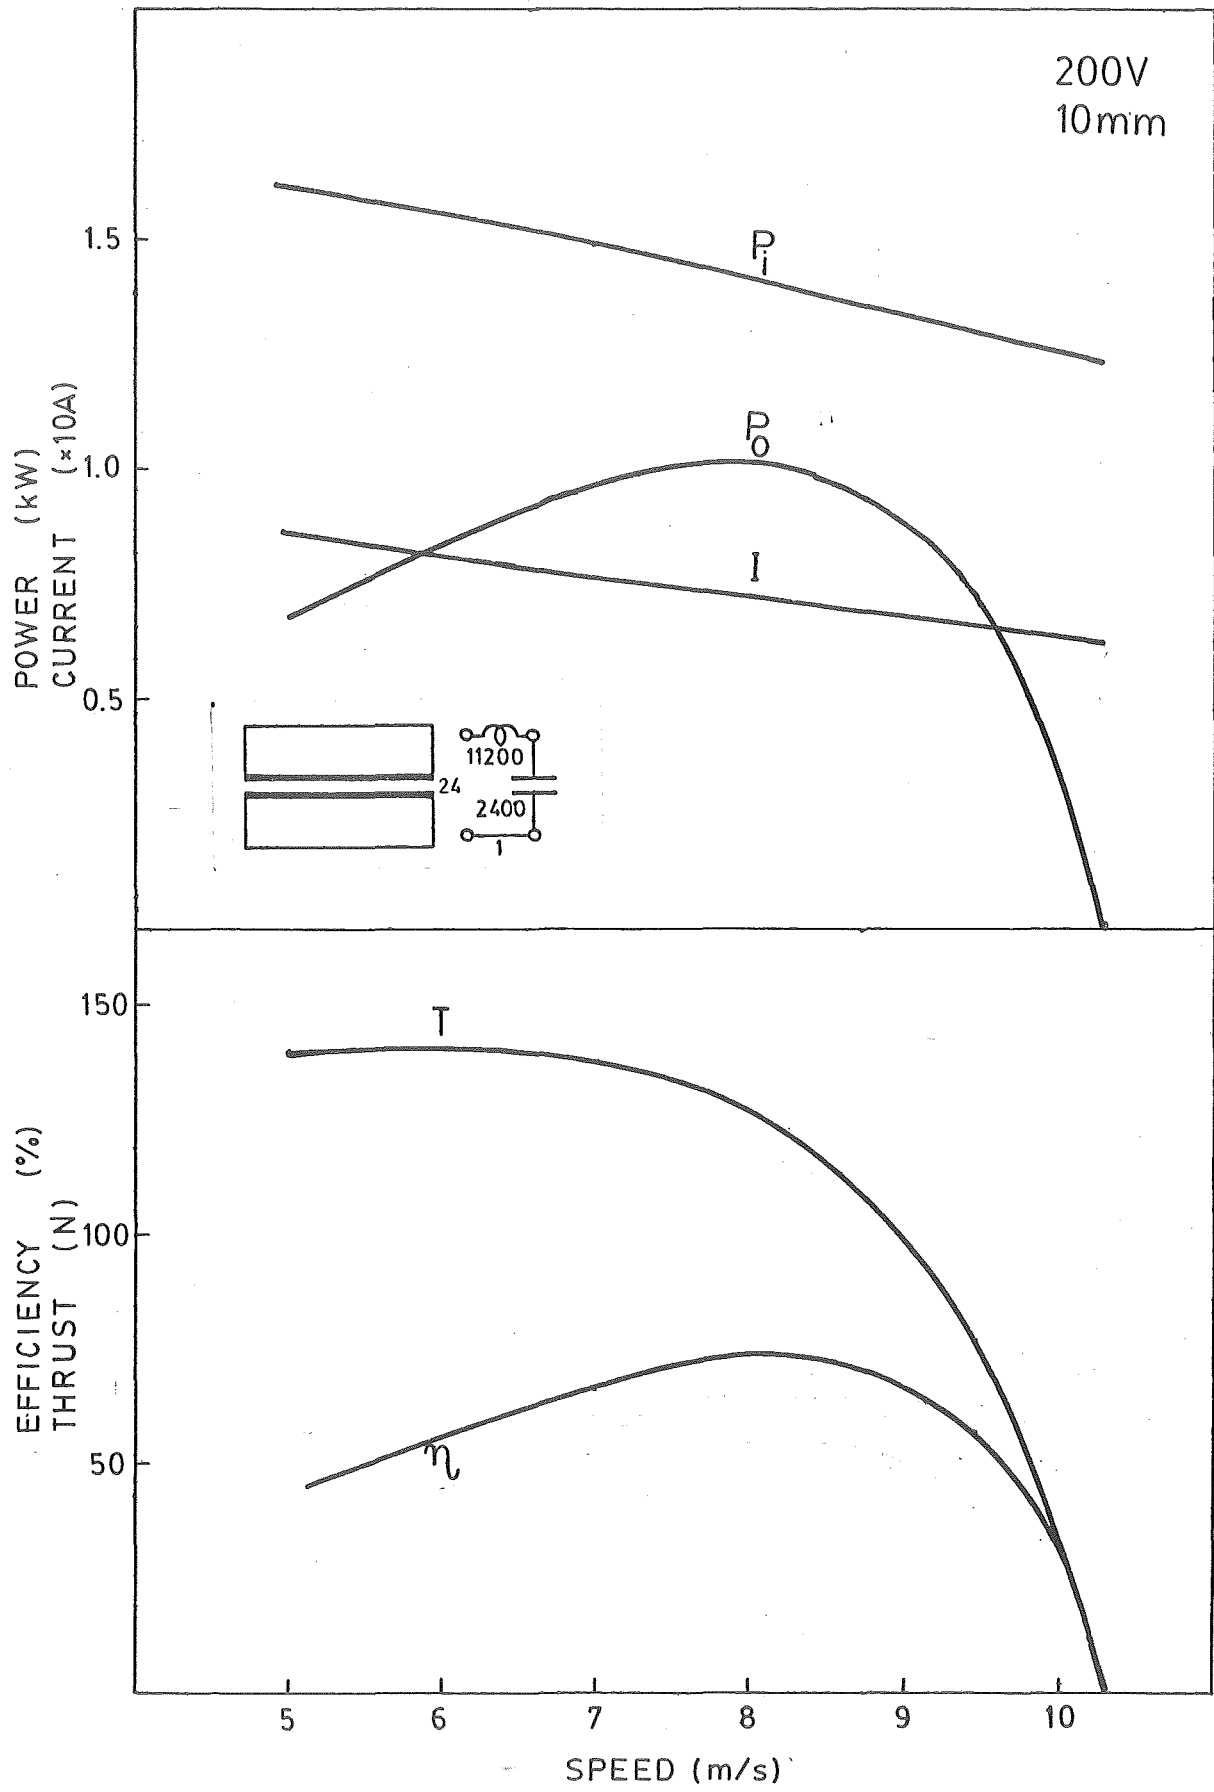 200V
10mm
1.5
1.0
0.5
POWER (kW)
CURRENT (×10A)
Pi
Po
I
11200
24
2400
1
150
100
50
EFFICIENCY (%)
THRUST (N)
T
η
5 6 7 8 9 10
SPEED (m/s)